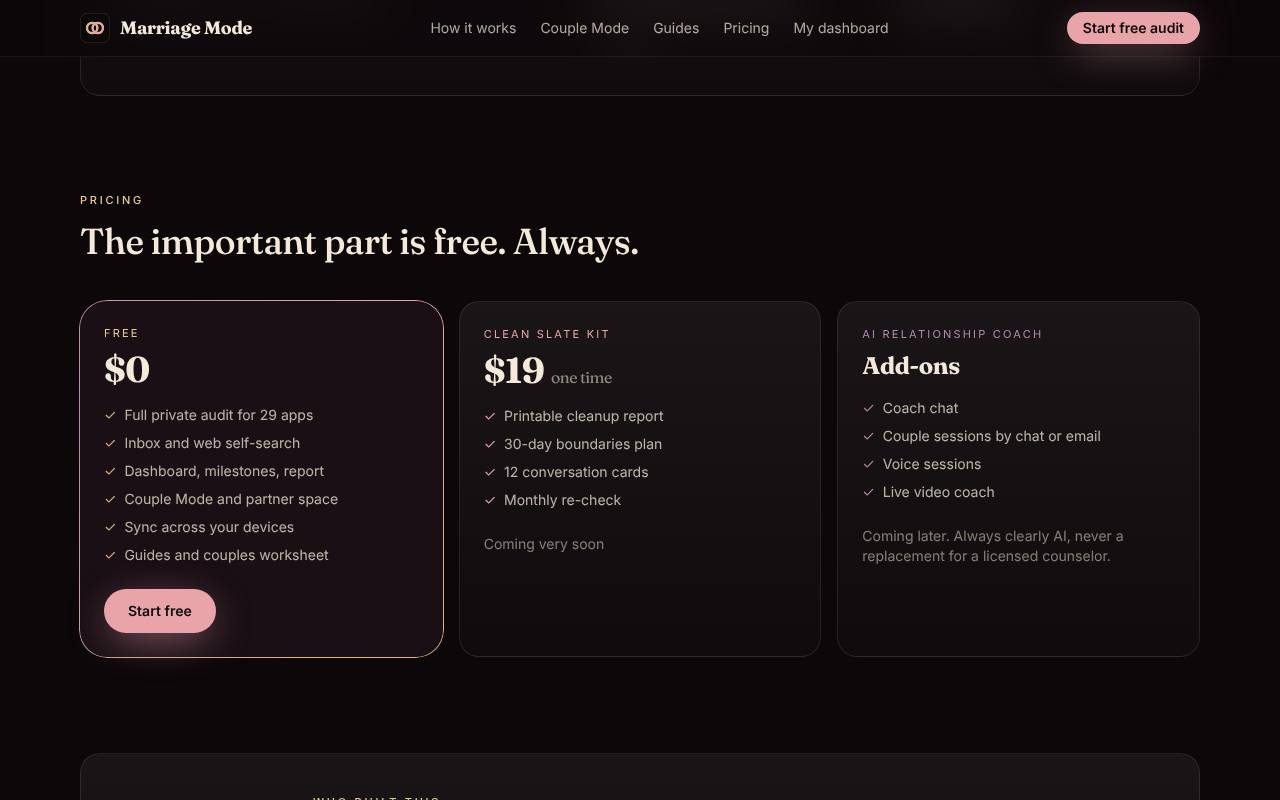 Marriage Mode
How it works
Couple Mode
Guides
Pricing
My dashboard
Start free audit
PRICING
The important part is free. Always.
FREE
$0
Full private audit for 29 apps
Inbox and web self-search
Dashboard, milestones, report
Couple Mode and partner space
Sync across your devices
Guides and couples worksheet
Start free
CLEAN SLATE KIT
$19 one time
Printable cleanup report
30-day boundaries plan
12 conversation cards
Monthly re-check
Coming very soon
AI RELATIONSHIP COACH
Add-ons
Coach chat
Couple sessions by chat or email
Voice sessions
Live video coach
Coming later. Always clearly AI, never a
replacement for a licensed counselor.
WHO BUILT THIS